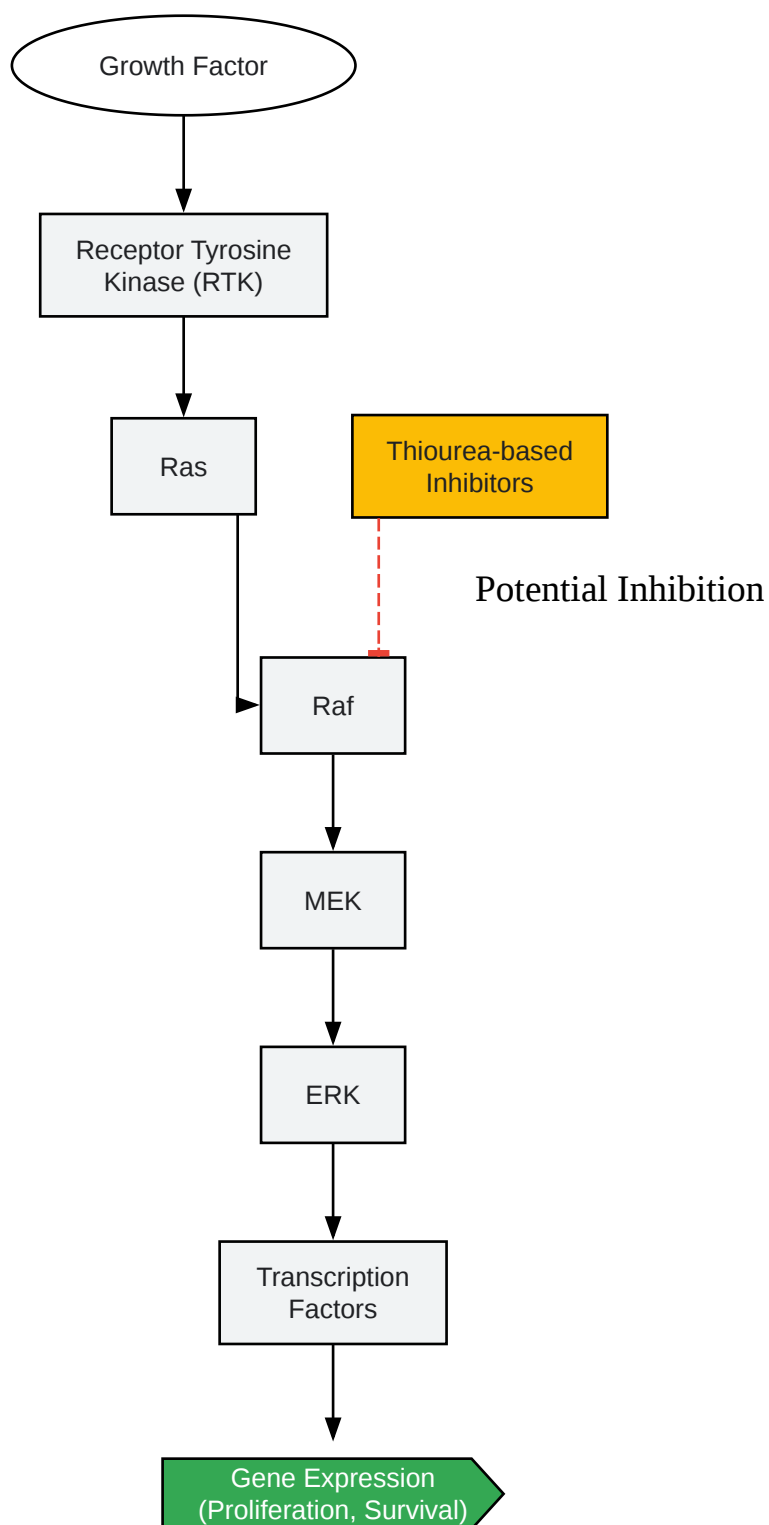 Growth Factor
Receptor Tyrosine
Kinase (RTK)
Ras
Thiourea-based
Inhibitors
Potential Inhibition
Raf
MEK
ERK
Transcription
Factors
Gene Expression
(Proliferation, Survival)